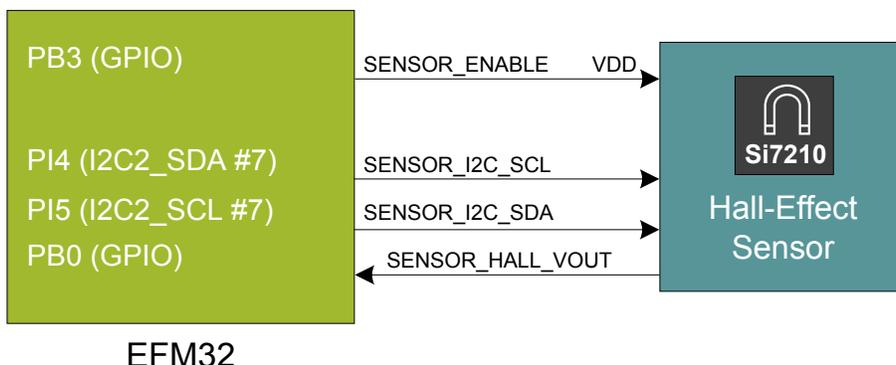 PB3 (GPIO)
SENSOR_ENABLE
VDD
PI4 (I2C2_SDA #7)
SENSOR_I2C_SCL
PI5 (I2C2_SCL #7)
SENSOR_I2C_SDA
PB0 (GPIO)
SENSOR_HALL_VOUT
Si7210
Hall-Effect
Sensor
EFM32